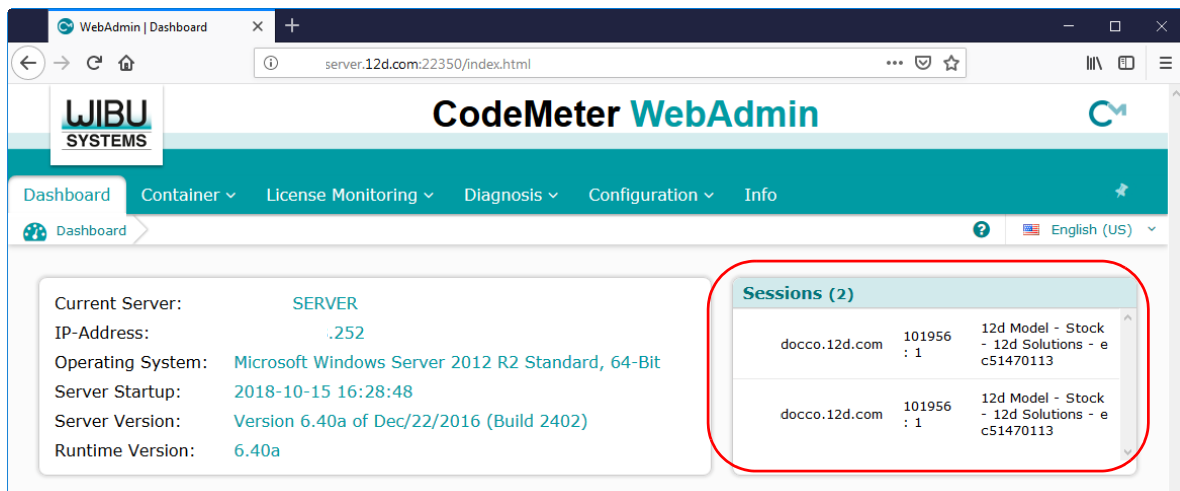 WebAdmin | Dashboard
server.12d.com:22350/index.html
WIBU
SYSTEMS
CodeMeter WebAdmin
Dashboard Container License Monitoring Diagnosis Configuration Info
Dashboard
English (US)
Current Server: SERVER
IP-Address: .252
Operating System: Microsoft Windows Server 2012 R2 Standard, 64-Bit
Server Startup: 2018-10-15 16:28:48
Server Version: Version 6.40a of Dec/22/2016 (Build 2402)
Runtime Version: 6.40a
Sessions (2)
docco.12d.com
101956
: 1
12d Model - Stock
- 12d Solutions - e
c51470113
docco.12d.com
101956
: 1
12d Model - Stock
- 12d Solutions - e
c51470113